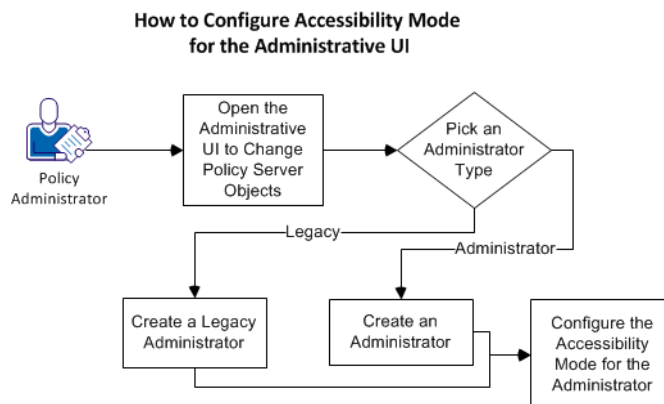 How to Configure Accessibility Mode
for the Administrative UI
Policy
Administrator
Open the
Administrative
UI to Change
Policy Server
Objects
Pick an
Administrator
Type
Legacy
Administrator
Create a Legacy
Administrator
Create an
Administrator
Configure the
Accessibility
Mode for the
Administrator